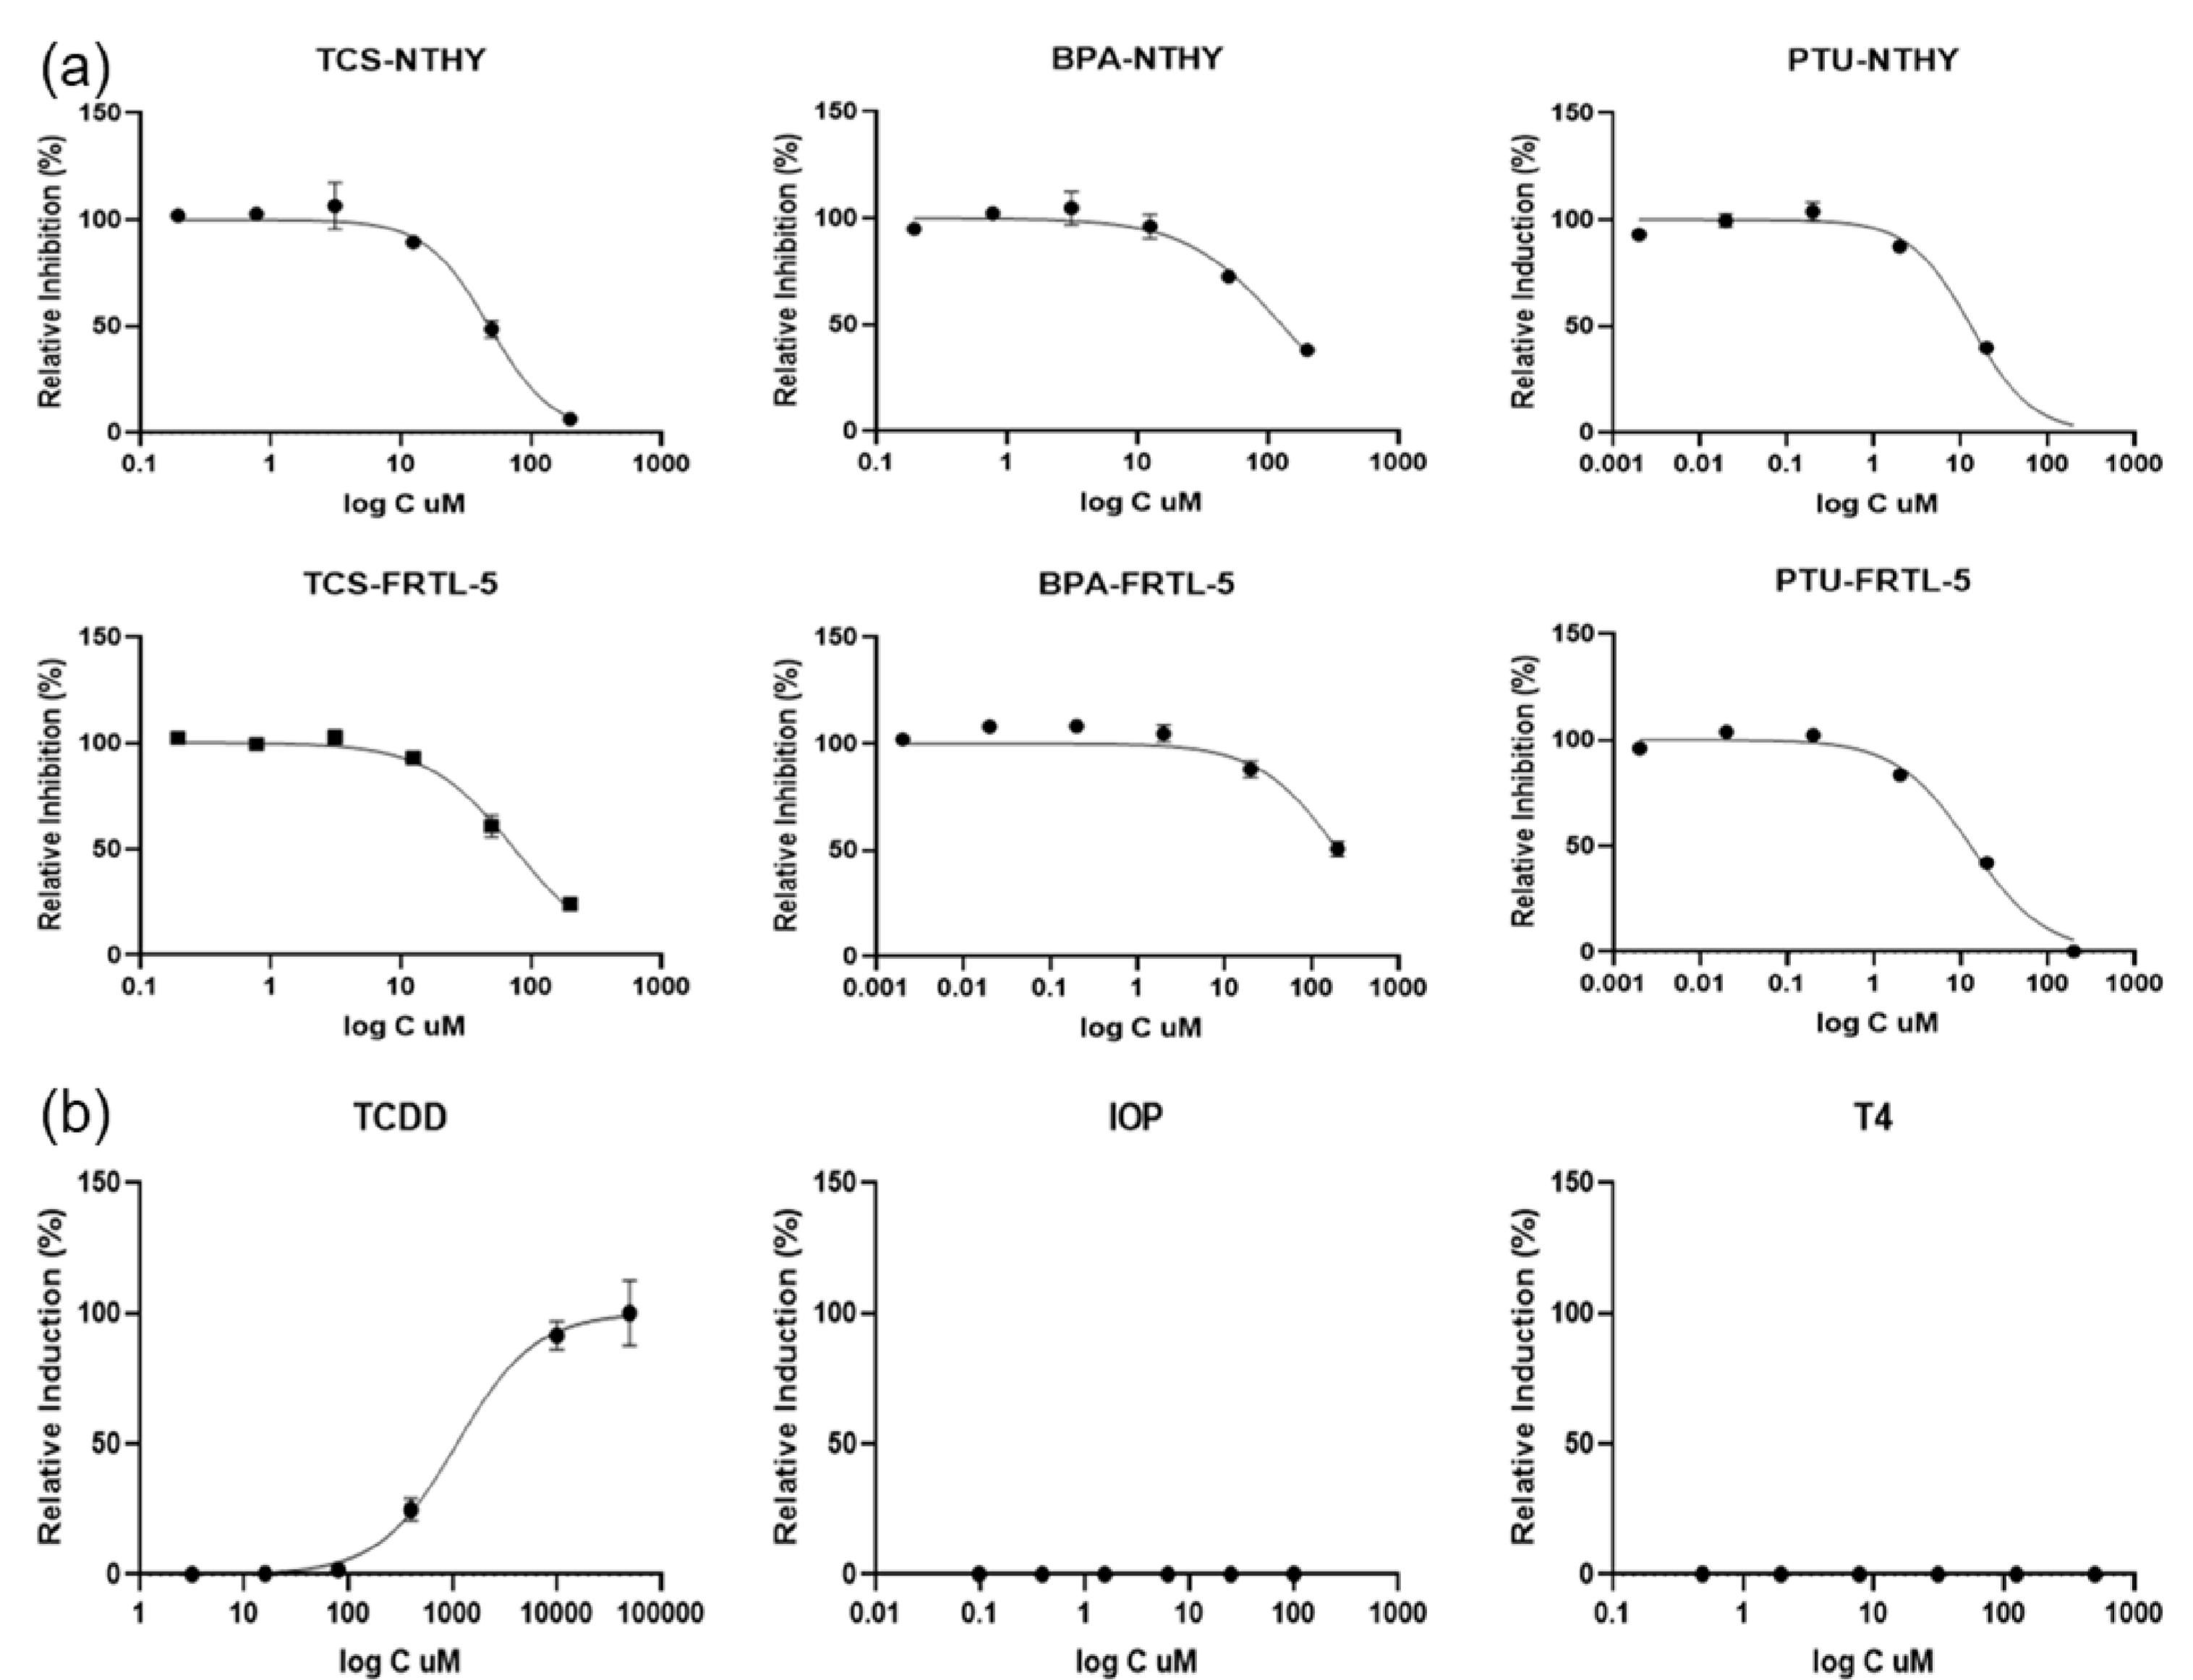 (a)
TCS-NTHY
Relative Inhibition (%)
150
100
50
0
0.1 1 10 100 1000
log C uM
BPA-NTHY
Relative Inhibition (%)
150
100
50
0
0.1 1 10 100 1000
log C uM
PTU-NTHY
Relative Induction (%)
150
100
50
0
0.001 0.01 0.1 1 10 100 1000
log C uM
TCS-FRTL-5
Relative Inhibition (%)
150
100
50
0
0.1 1 10 100 1000
log C uM
BPA-FRTL-5
Relative Inhibition (%)
150
100
50
0
0.001 0.01 0.1 1 10 100 1000
log C uM
PTU-FRTL-5
Relative Inhibition (%)
150
100
50
0
0.001 0.01 0.1 1 10 100 1000
log C uM
(b)
TCDD
Relative Induction (%)
150
100
50
0
1 10 100 1000 10000 100000
log C uM
IOP
Relative Induction (%)
150
100
50
0
0.01 0.1 1 10 100 1000
log C uM
T4
Relative Induction (%)
150
100
50
0
0.1 1 10 100 1000
log C uM